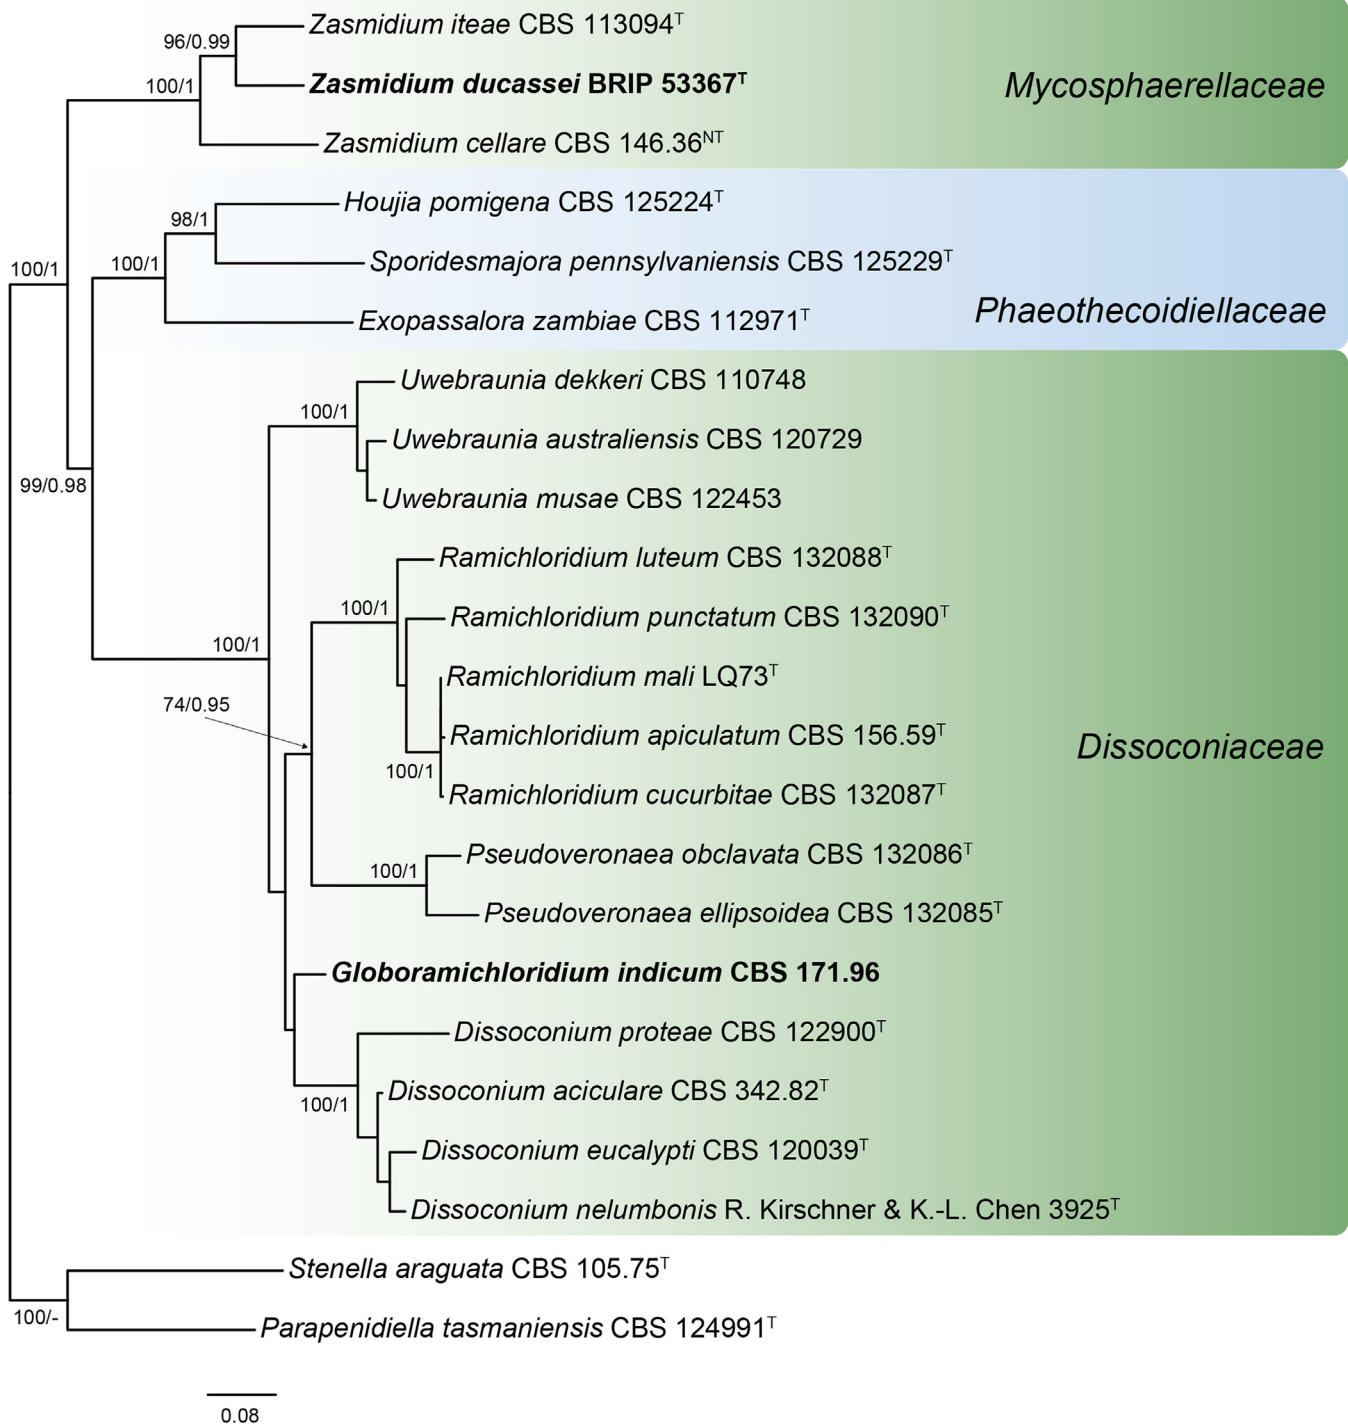 Zasmidium iteae CBS 113094ᵀ
96/0.99
Zasmidium ducassei BRIP 53367ᵀ
100/1
Mycosphaerellaceae
Zasmidium cellare CBS 146.36ᴺᵀ
Houjia pomigena CBS 125224ᵀ
98/1
Sporidesmajora pennsylvaniensis CBS 125229ᵀ
100/1
100/1
Phaeothecoidiellaceae
Exopassalora zambiae CBS 112971ᵀ
Uwebraunia dekkeri CBS 110748
100/1
Uwebraunia australiensis CBS 120729
99/0.98
Uwebraunia musae CBS 122453
Ramichloridium luteum CBS 132088ᵀ
100/1
Ramichloridium punctatum CBS 132090ᵀ
100/1
Ramichloridium mali LQ73ᵀ
74/0.95
Ramichloridium apiculatum CBS 156.59ᵀ
Dissoconiaceae
100/1
Ramichloridium cucurbitae CBS 132087ᵀ
Pseudoveronaea obclavata CBS 132086ᵀ
100/1
Pseudoveronaea ellipsoidea CBS 132085ᵀ
Globoramichloridium indicum CBS 171.96
Dissoconium proteae CBS 122900ᵀ
Dissoconium aciculare CBS 342.82ᵀ
100/1
Dissoconium eucalypti CBS 120039ᵀ
Dissoconium nelumbonis R. Kirschner & K.-L. Chen 3925ᵀ
Stenella araguata CBS 105.75ᵀ
100/-
Parapenidiella tasmaniensis CBS 124991ᵀ
0.08